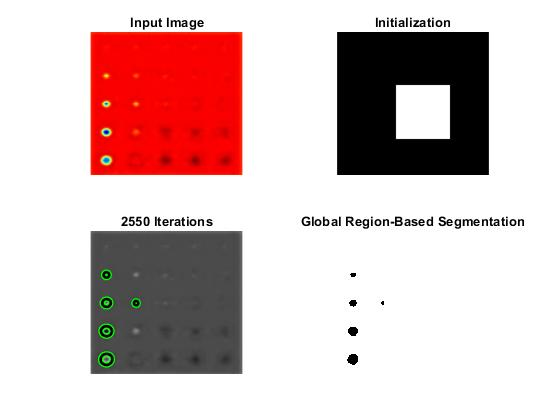 Input Image
Initialization
2550 Iterations
Global Region-Based Segmentation